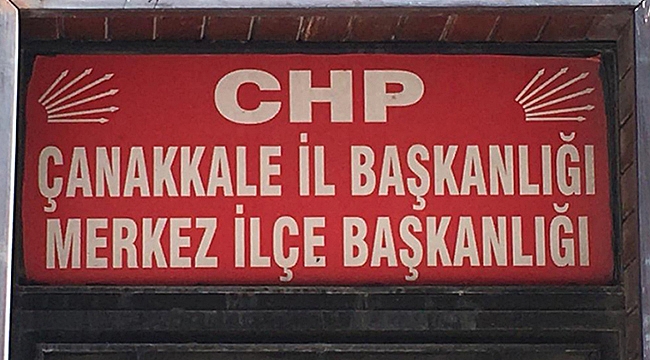 CHP
ÇANAKKALE İL BAŞKANLIĞI
MERKEZ İLÇE BAŞKANLIĞI